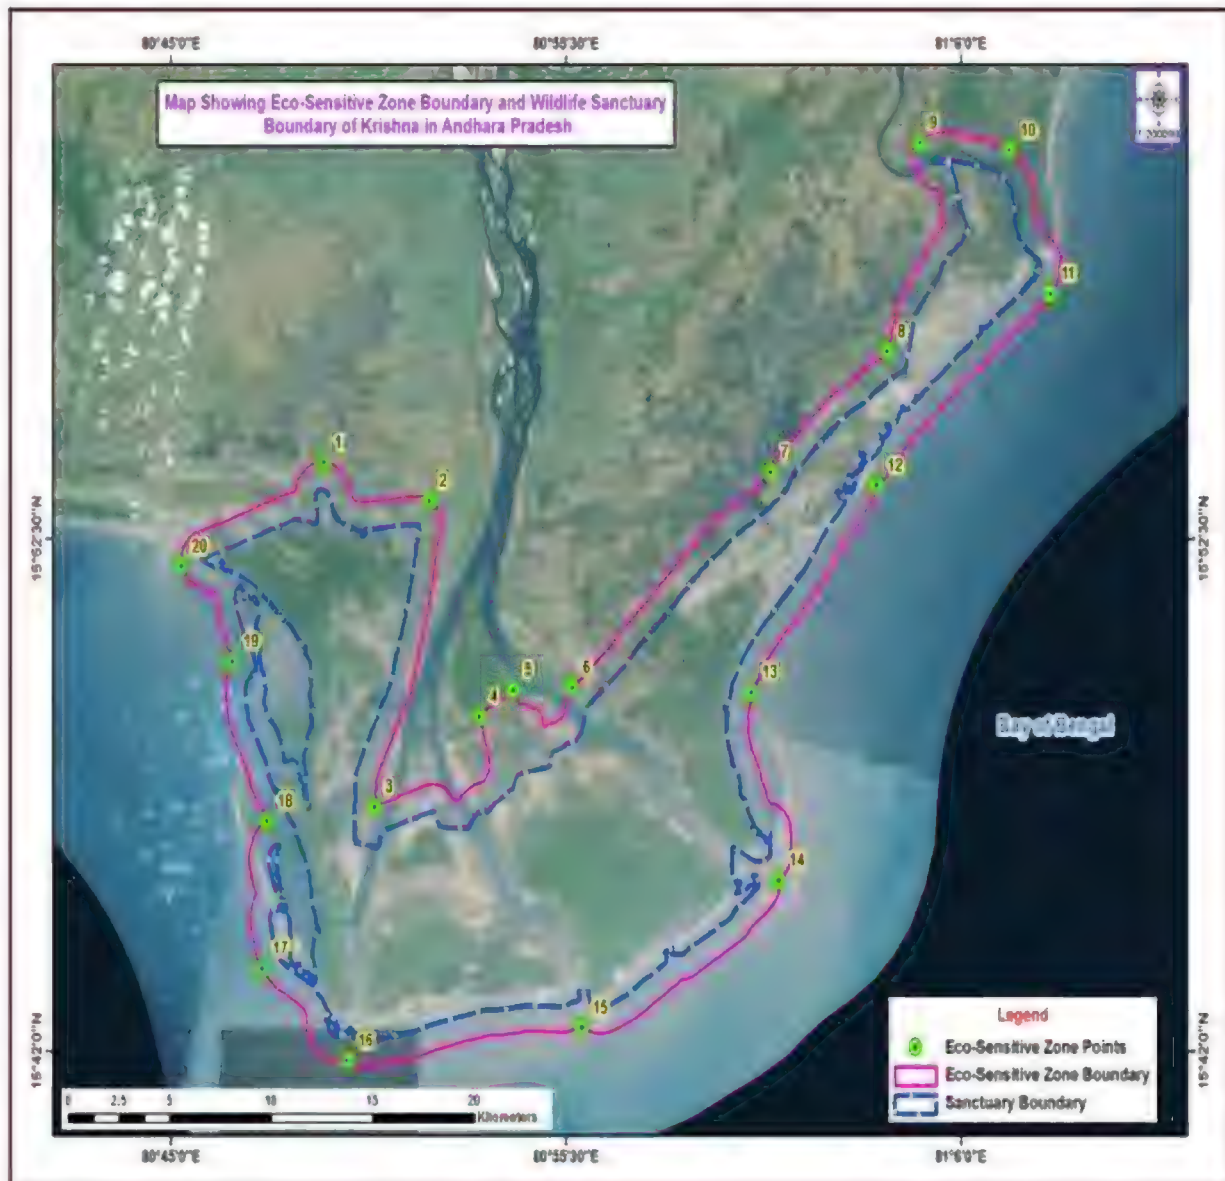 80°45'0"E 80°55'30"E 81°6'0"E
Map Showing Eco-Sensitive Zone Boundary and Wildlife Sanctuary
Boundary of Krishna in Andhara Pradesh
9
10
11
8
1
7
2
12
15°52'30"N
15°52'30"N
20
19
5
6
4
13
Bay of Bangal
3
18
14
17
15
16
15°42'0"N
15°42'0"N
Legend
Eco-Sensitive Zone Points
Eco-Sensitive Zone Boundary
Sanctuary Boundary
0 2.5 5 10 15 20
Kilometers
80°45'0"E 80°55'30"E 81°6'0"E